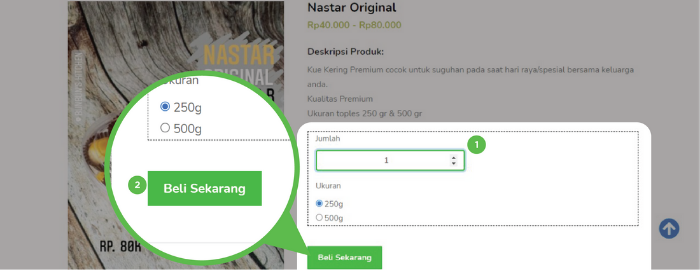 Nastar Original
Rp40.000 - Rp80.000
Deskripsi Produk:
Kue Kering Premium cocok untuk suguhan pada saat hari raya/spesial bersama keluarga
anda.
Kualitas Premium
Ukuran toples 250 gr & 500 gr
NASTAR
ORIGINAL
Ukuran
250g
500g
2
Beli Sekarang
RP. 80K
Jumlah
1
1
Ukuran
250g
500g
Beli Sekarang